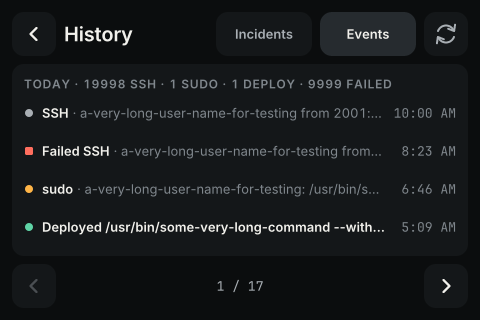 History Incidents Events
TODAY · 19998 SSH · 1 SUDO · 1 DEPLOY · 9999 FAILED
SSH · a-very-long-user-name-for-testing from 2001:... 10:00 AM
Failed SSH · a-very-long-user-name-for-testing from... 8:23 AM
sudo · a-very-long-user-name-for-testing: /usr/bin/s... 6:46 AM
Deployed /usr/bin/some-very-long-command --with... 5:09 AM
1 / 17